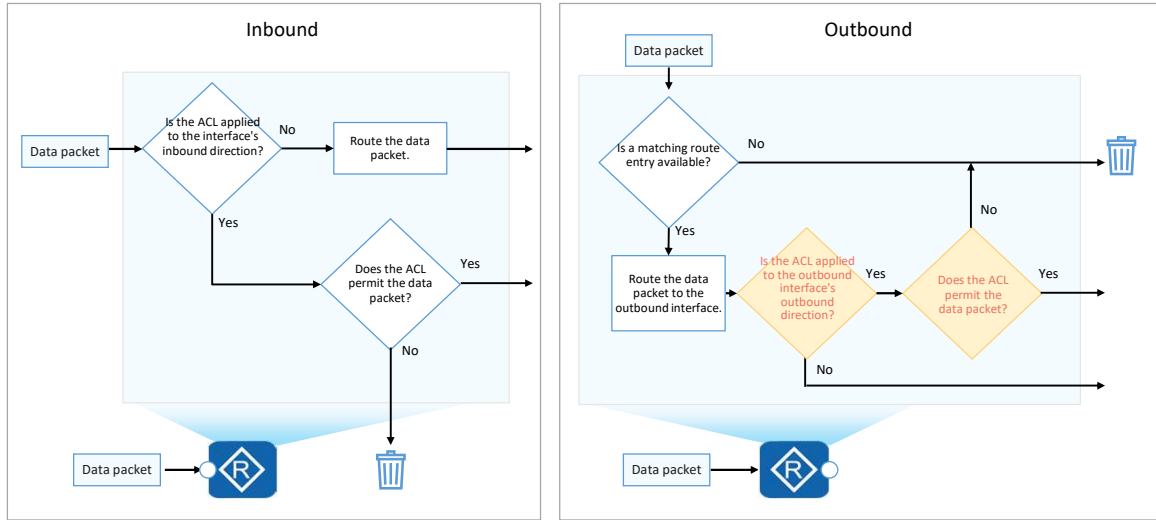 Inbound
Data packet
Is the ACL applied
to the interface's
inbound direction?
No
Route the data
packet.
Yes
Does the ACL
permit the data
packet?
Yes
No
Data packet
R
Outbound
Data packet
Is a matching route
entry available?
No
Yes
Route the data
packet to the
outbound interface.
Is the ACL applied
to the outbound
interface's
outbound
direction?
Yes
No
Does the ACL
permit the
data packet?
No
Yes
Data packet
R